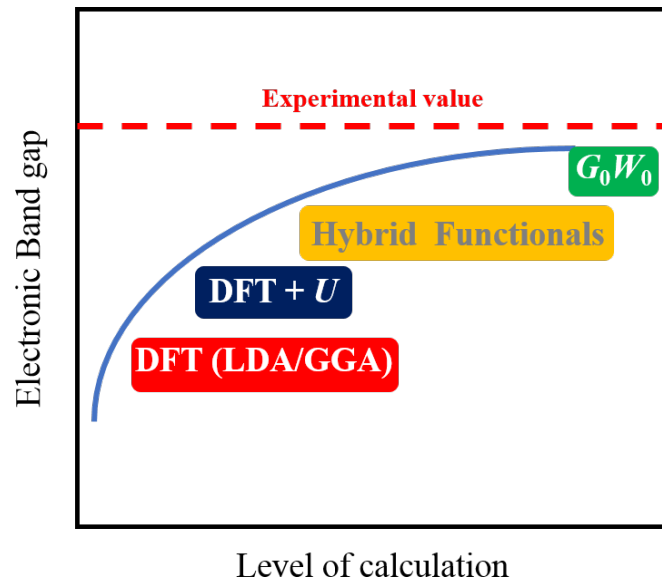 Experimental value
G₀W₀
Hybrid Functionals
DFT + U
DFT (LDA/GGA)
Electronic Band gap
Level of calculation